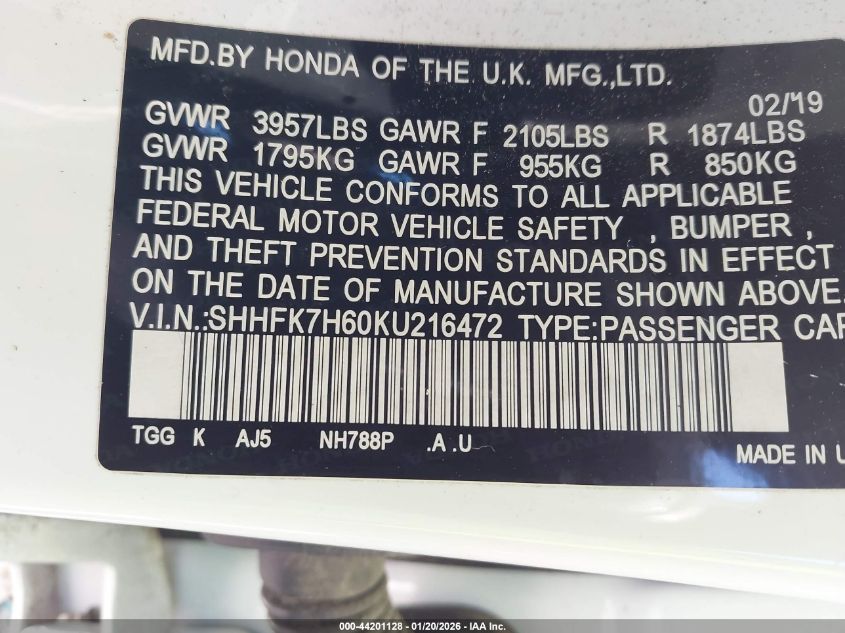 MFD.BY HONDA OF THE U.K. MFG.,LTD.
02/19
GVWR 3957LBS GAWR F 2105LBS R 1874LBS
GVWR 1795KG GAWR F 955KG R 850KG
THIS VEHICLE CONFORMS TO ALL APPLICABLE
FEDERAL MOTOR VEHICLE SAFETY , BUMPER ,
AND THEFT PREVENTION STANDARDS IN EFFECT
ON THE DATE OF MANUFACTURE SHOWN ABOVE.
V.I.N.:SHHFK7H60KU216472 TYPE:PASSENGER CAR
TGG K AJ5 NH788P .A .U
MADE IN U
000-44201128 - 01/20/2026 - IAA Inc.